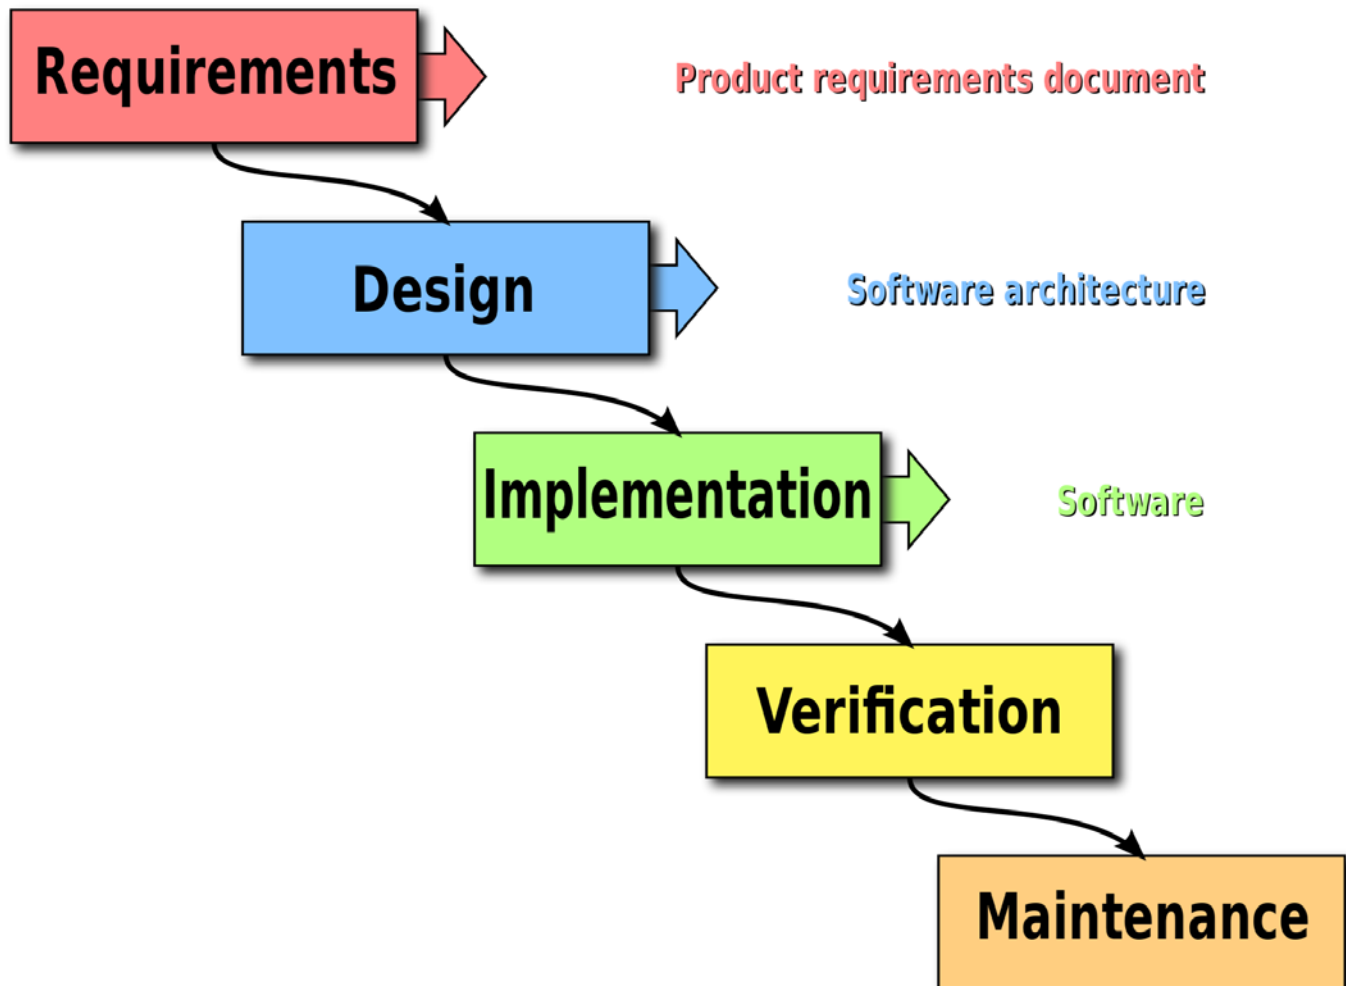 Requirements
Product requirements document
Design
Software architecture
Implementation
Software
Verification
Maintenance